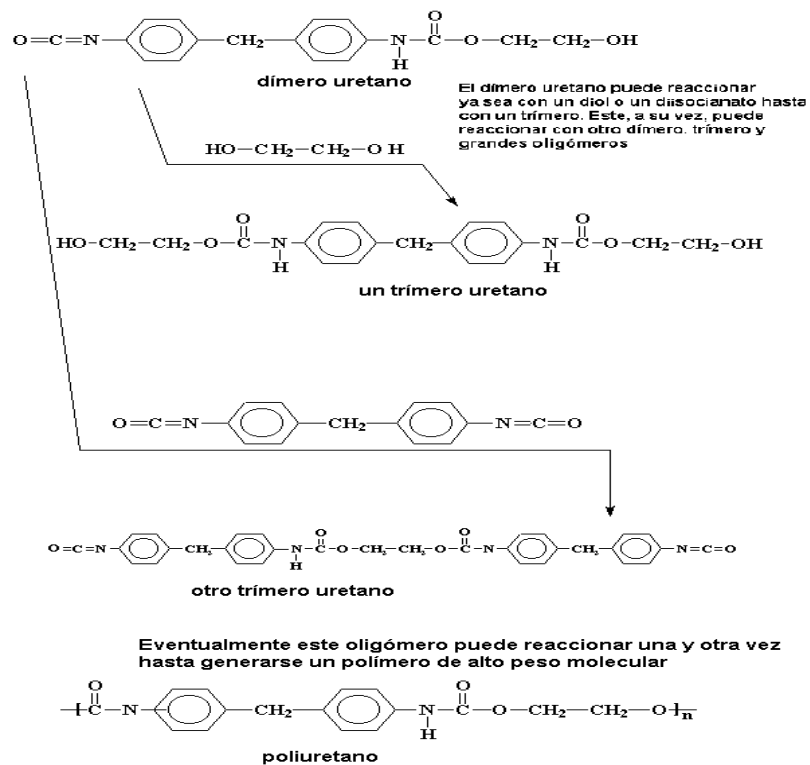 O=C=N CH₂ N H C O O CH₂ CH₂ OH
dímero uretano
El dímero uretano puede reaccionar
ya sea con un diol o un diisocianato hasta
con un trímero. Este, a su vez, puede
reaccionar con otro dímero, trímero y
grandes oligómeros
HO-CH₂-CH₂-O H
HO-CH₂-CH₂-O-C O N H CH₂ N H C O O-CH₂-CH₂-OH
un trímero uretano
O=C=N CH₂ N=C=O
O=C=N CH₂ N H C O O-CH₂-CH₂-O C O N CH₂ N=C=O
otro trímero uretano
Eventualmente este oligómero puede reaccionar una y otra vez
hasta generarse un polímero de alto peso molecular
[C O N CH₂ N H C O O-CH₂-CH₂-O]n
poliuretano